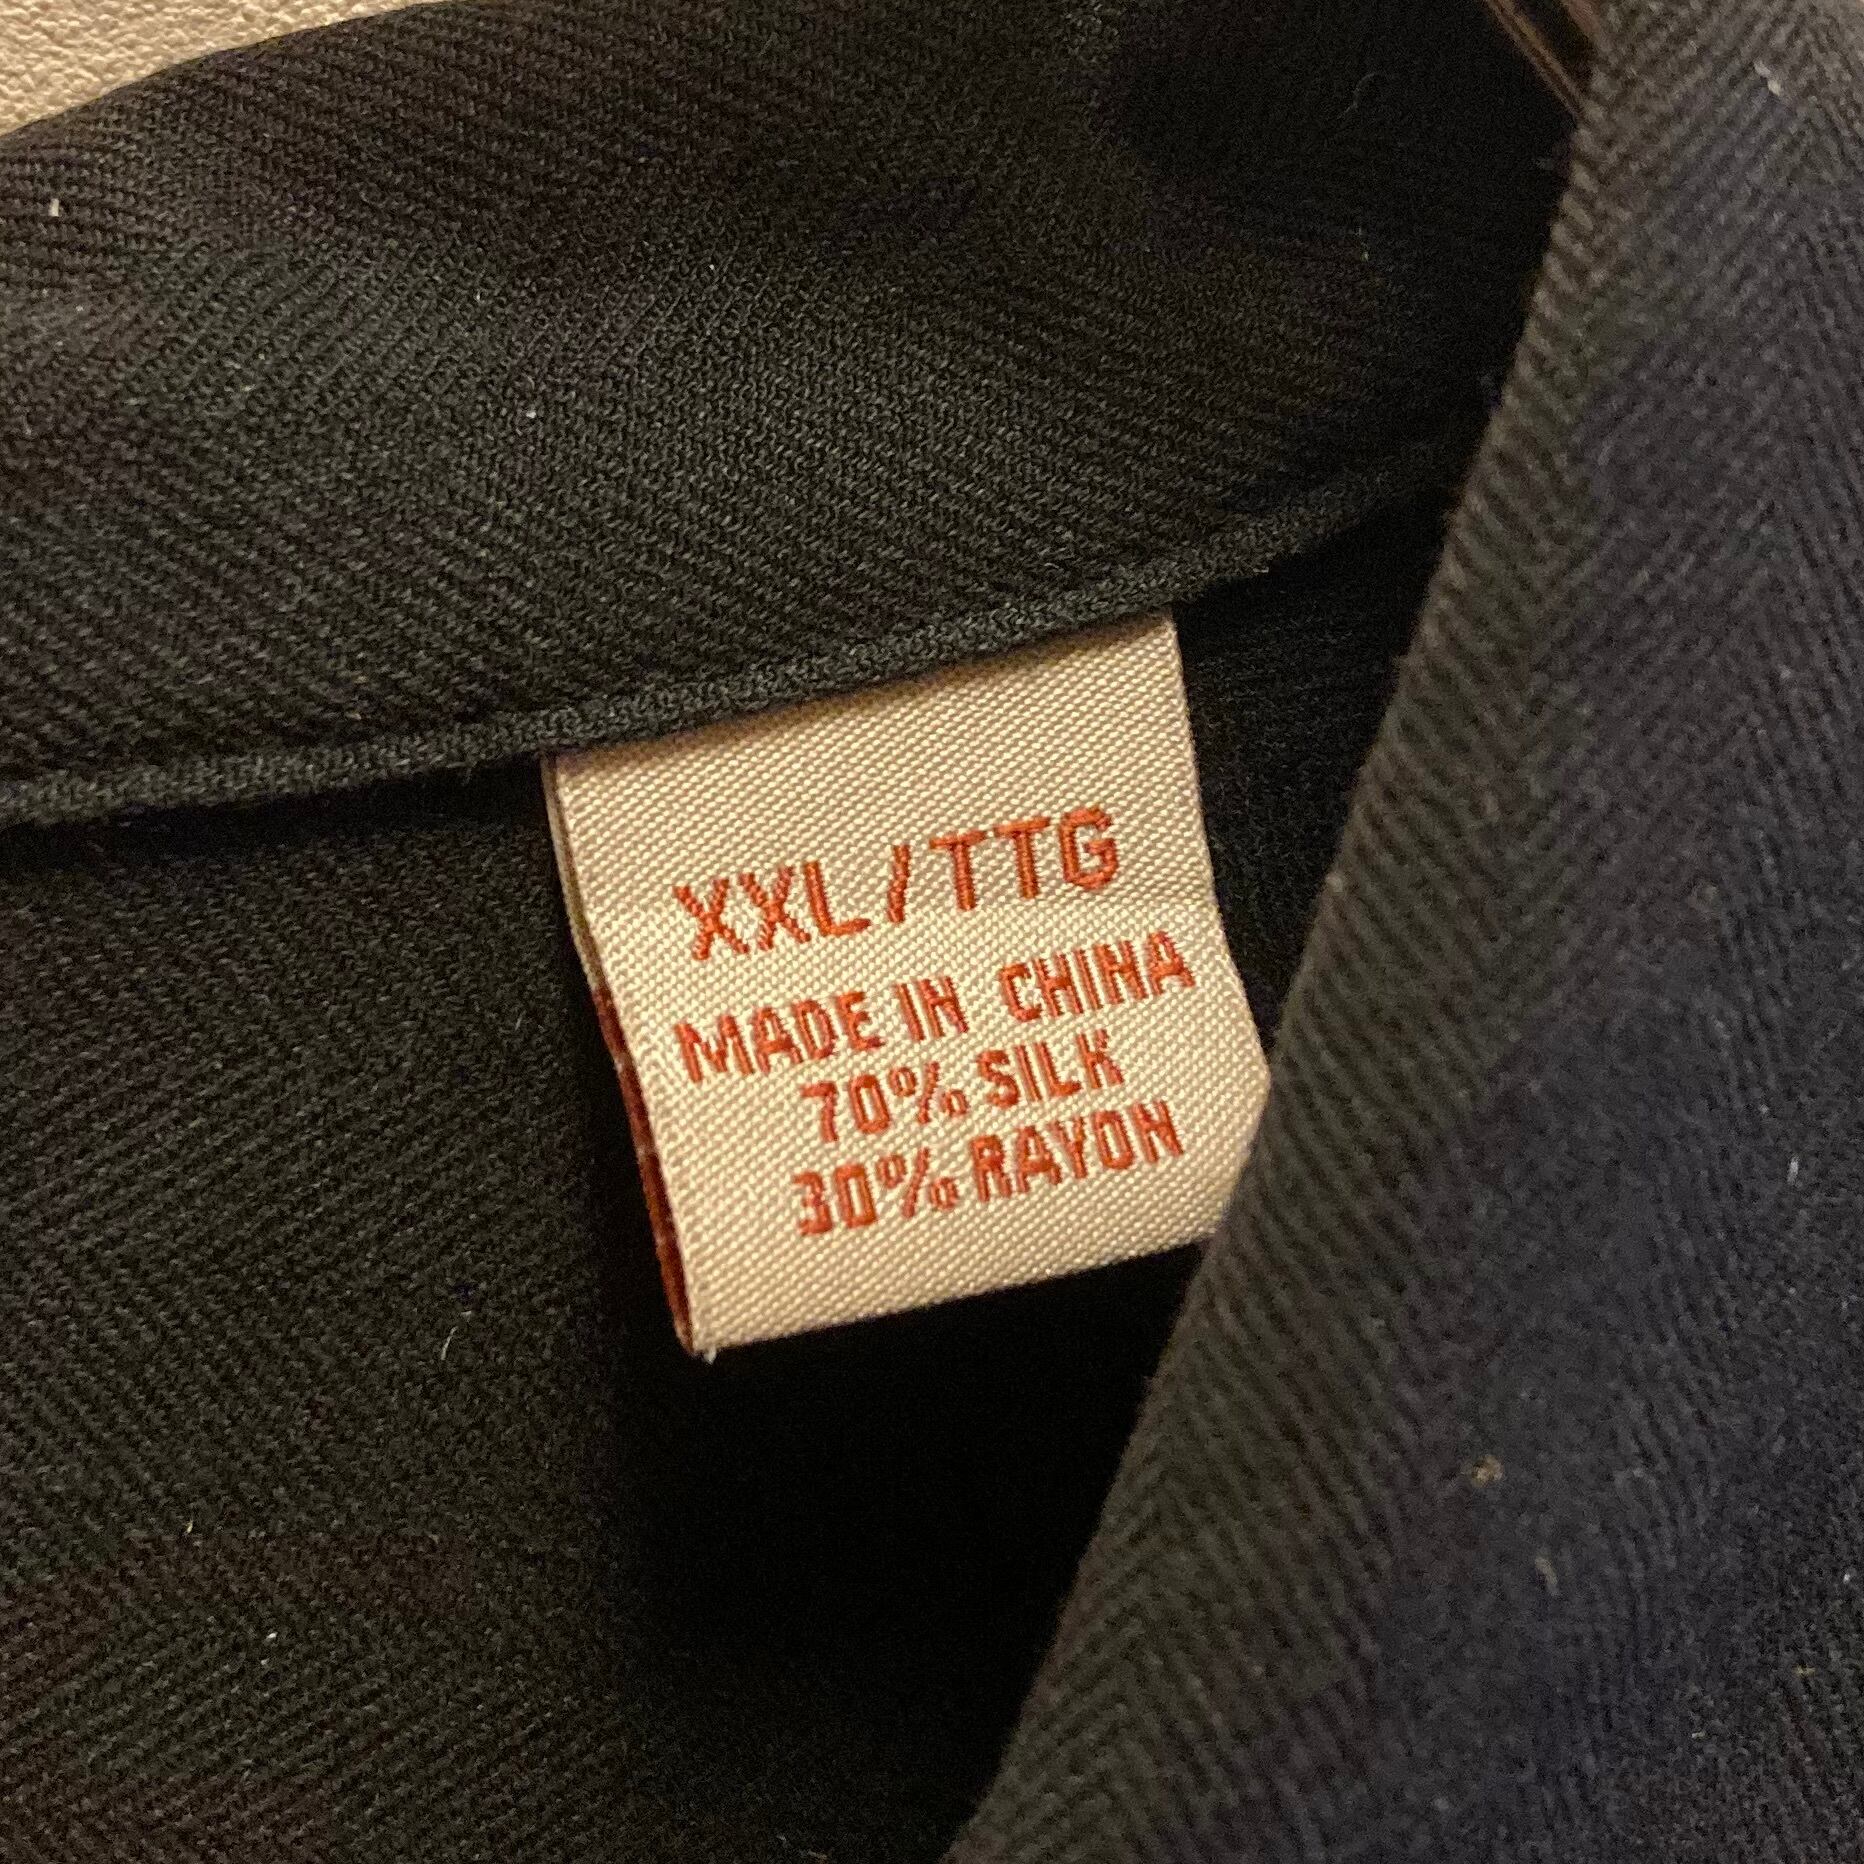 XXL/TTG
MADE IN CHINA
70% SILK
30% RAYON